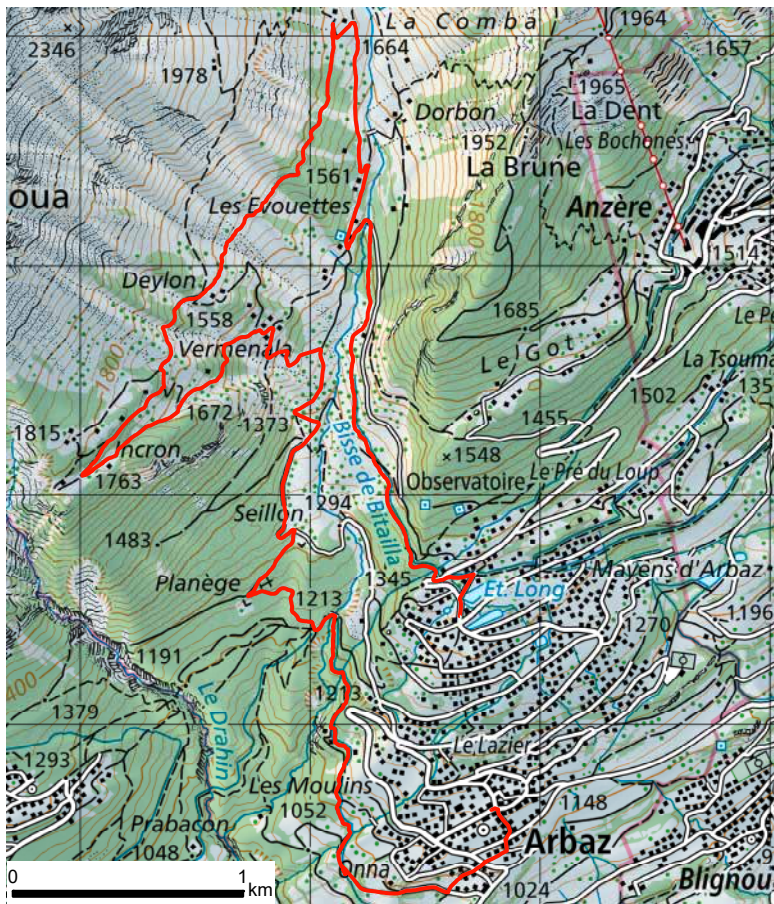 La Comba
1964
2346
1664
1657
1978
1965
Dorbon
La Dent
1952
Les Bochones
La Brune
1561
oua
Les Evouettes
Anzère
1800
1514
Deylon
1558
1685
Le P
Vermenala
Le Got
La Tsouma
1800
1502
135
1672
1373
1455
1815
Incron
1548
1763
Observatoire
Le Pré du Loup
Bisse de Bitailla
1294
Seillon
1483
Planège
1345
Mayens d'Arbaz
Et. Long
1213
1196
1270
1191
400
1213
1379
Le Drahin
Le Lazier
1293
Les Moulins
1052
1148
Prabacon
1048
Arbaz
Onna
1024
Blignou
0 1
km